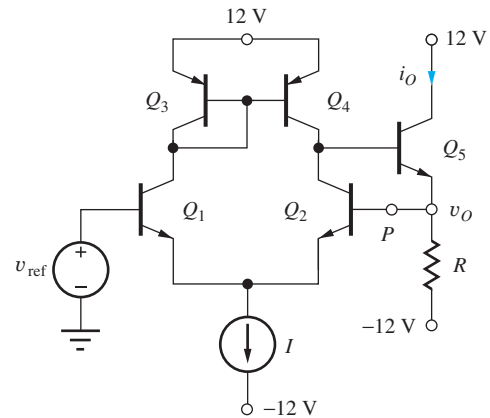 12 V
12 V
i_O
Q_3
Q_4
Q_5
Q_1
Q_2
P
v_O
v_ref
+
−
R
I
−12 V
−12 V